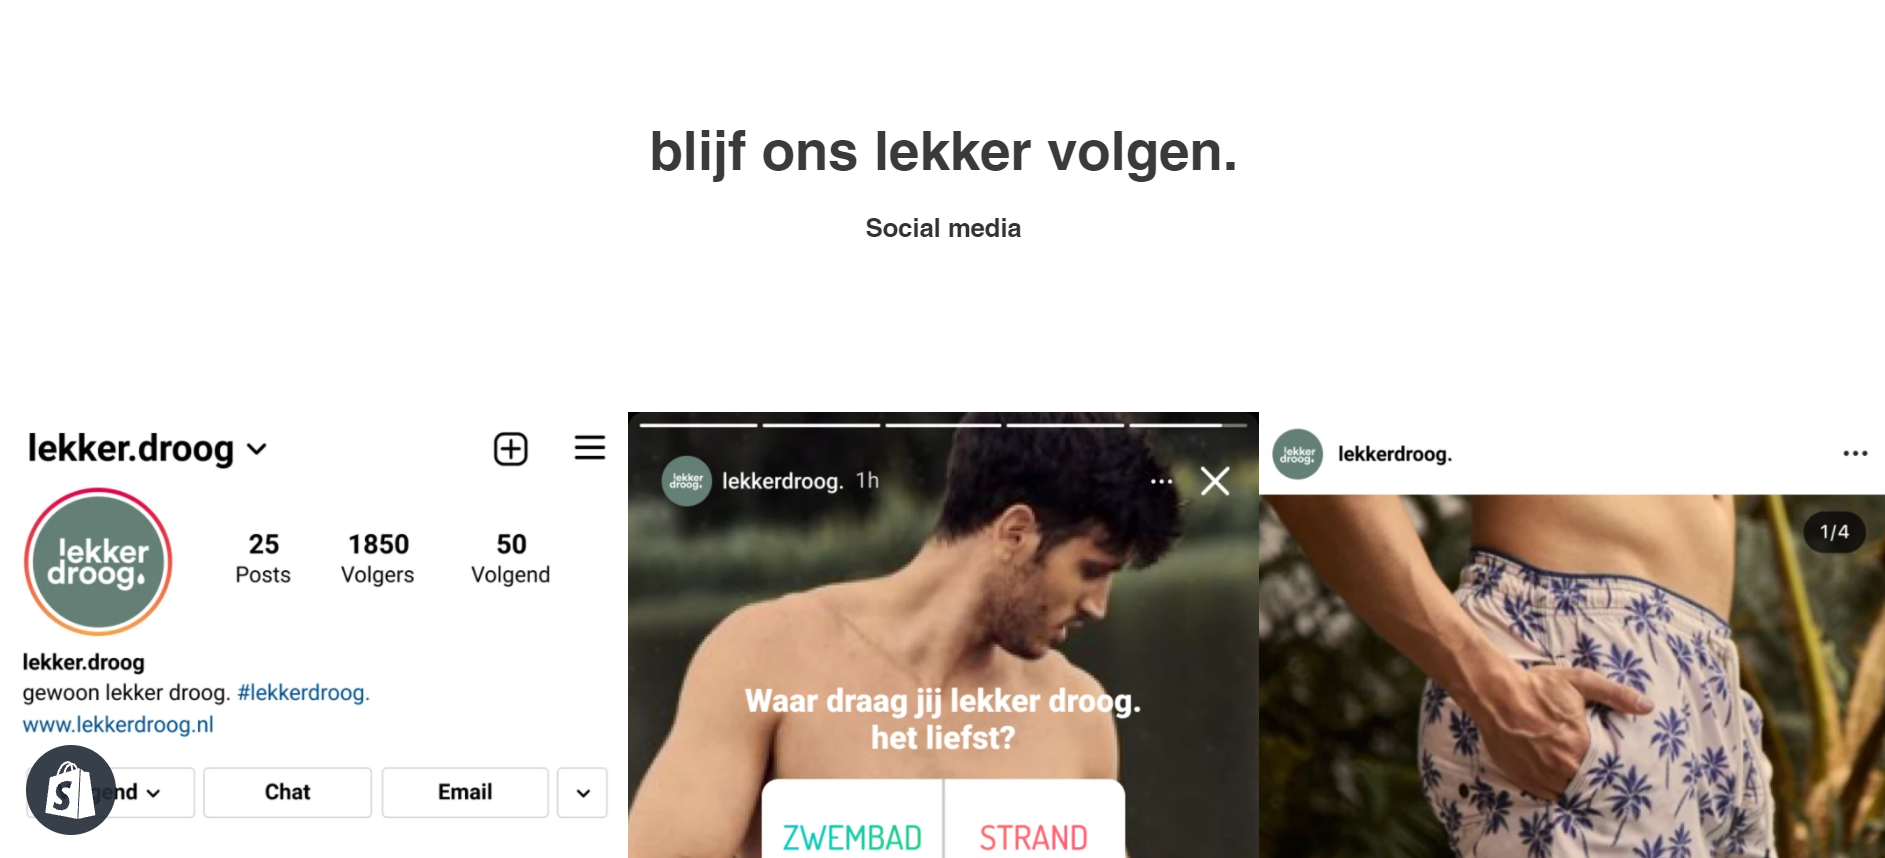 blijf ons lekker volgen.
Social media
lekker.droog
lekker
droog.
25
Posts
1850
Volgers
50
Volgend
lekker.droog
gewoon lekker droog. #lekkerdroog.
www.lekkerdroog.nl
Chat
Email
lekker
droog.
lekkerdroog. 1h
Waar draag jij lekker droog.
het liefst?
ZWEMBAD
STRAND
lekker
droog.
lekkerdroog.
1/4